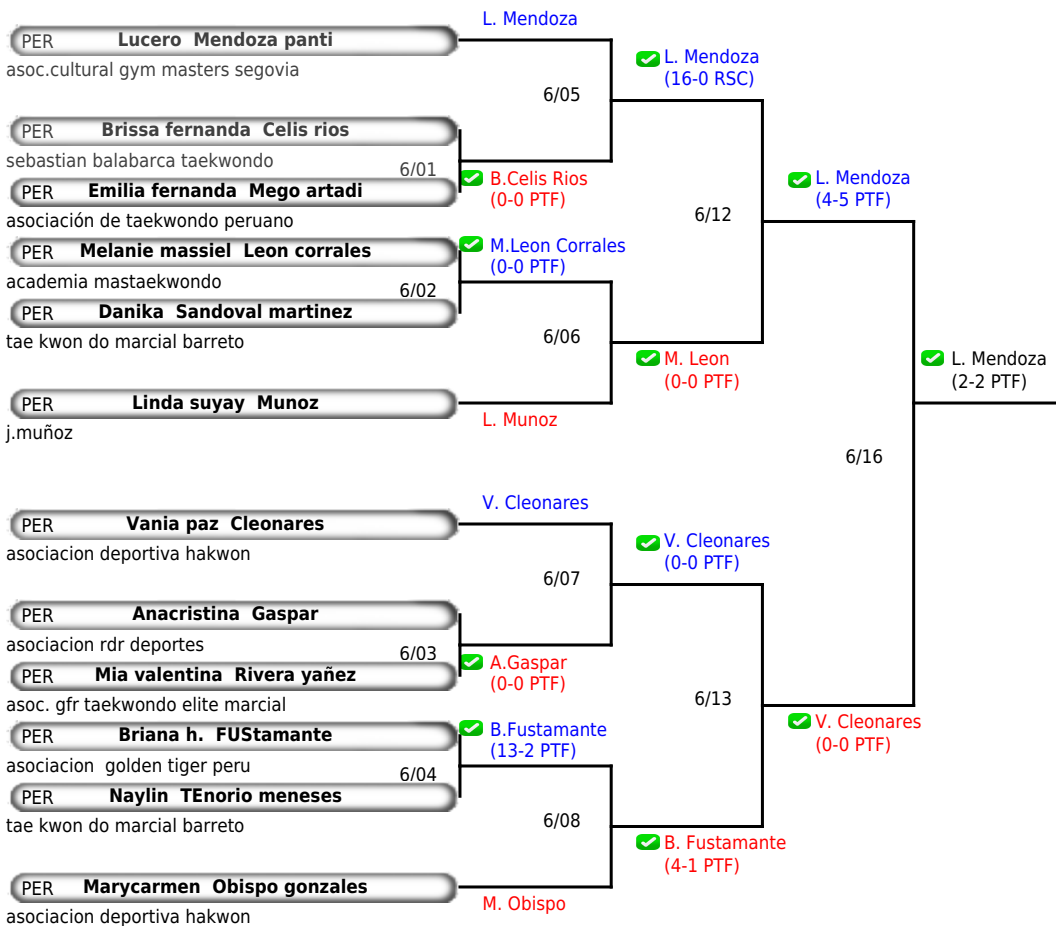 L. Mendoza
PER Lucero Mendoza panti
asoc.cultural gym masters segovia
L. Mendoza
(16-0 RSC)
6/05
PER Brissa fernanda Celis rios
sebastian balabarca taekwondo
6/01
B.Celis Rios
(0-0 PTF)
PER Emilia fernanda Mego artadi
asociación de taekwondo peruano
L. Mendoza
(4-5 PTF)
6/12
PER Melanie massiel Leon corrales
academia mastaekwondo
M.Leon Corrales
(0-0 PTF)
6/02
PER Danika Sandoval martinez
tae kwon do marcial barreto
6/06
M. Leon
(0-0 PTF)
L. Mendoza
(2-2 PTF)
PER Linda suyay Munoz
j.muñoz
L. Munoz
6/16
V. Cleonares
PER Vania paz Cleonares
asociacion deportiva hakwon
V. Cleonares
(0-0 PTF)
6/07
PER Anacristina Gaspar
asociacion rdr deportes
6/03
A.Gaspar
(0-0 PTF)
PER Mia valentina Rivera yañez
asoc. gfr taekwondo elite marcial
6/13
V. Cleonares
(0-0 PTF)
PER Briana h. FUStamante
asociacion golden tiger peru
B.Fustamante
(13-2 PTF)
6/04
PER Naylin TEnorio meneses
tae kwon do marcial barreto
6/08
B. Fustamante
(4-1 PTF)
PER Marycarmen Obispo gonzales
asociacion deportiva hakwon
M. Obispo